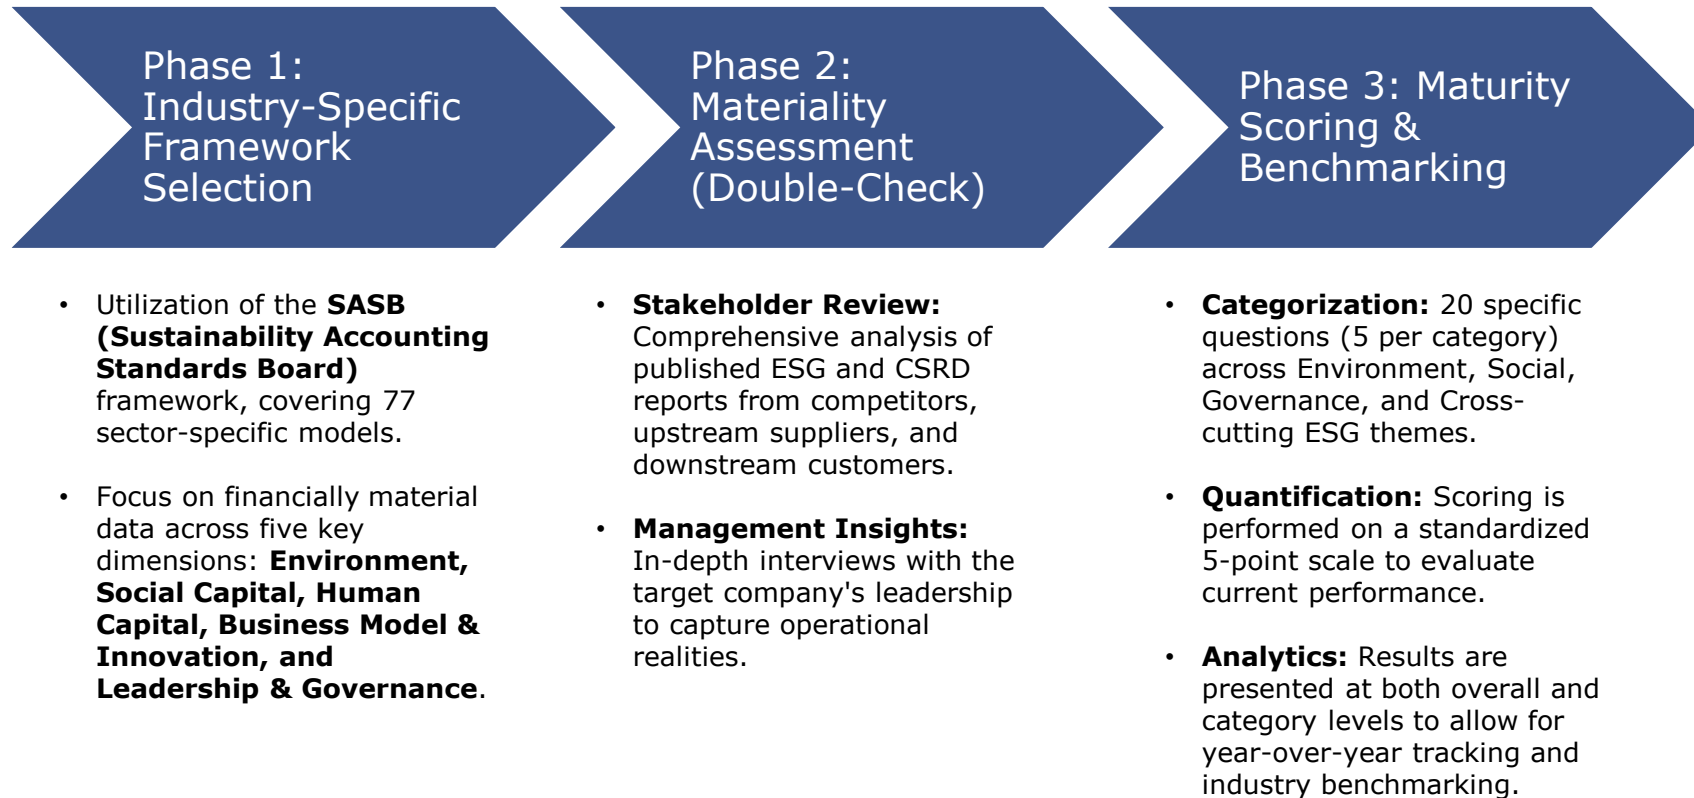 Phase 1:
Industry-Specific
Framework
Selection
Phase 2:
Materiality
Assessment
(Double-Check)
Phase 3: Maturity
Scoring &
Benchmarking
• Utilization of the SASB
(Sustainability Accounting
Standards Board)
framework, covering 77
sector-specific models.
• Focus on financially material
data across five key
dimensions: Environment,
Social Capital, Human
Capital, Business Model &
Innovation, and
Leadership & Governance.
• Stakeholder Review:
Comprehensive analysis of
published ESG and CSRD
reports from competitors,
upstream suppliers, and
downstream customers.
• Management Insights:
In-depth interviews with the
target company's leadership
to capture operational
realities.
• Categorization: 20 specific
questions (5 per category)
across Environment, Social,
Governance, and Cross-
cutting ESG themes.
• Quantification: Scoring is
performed on a standardized
5-point scale to evaluate
current performance.
• Analytics: Results are
presented at both overall and
category levels to allow for
year-over-year tracking and
industry benchmarking.